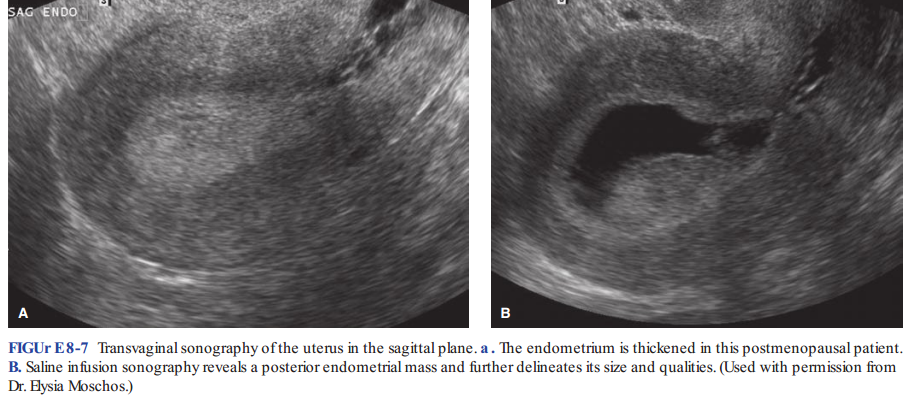 SAG ENDO
A
B
FIGUr E 8-7 Transvaginal sonography of the uterus in the sagittal plane. a . The endometrium is thickened in this postmenopausal patient.
B. Saline infusion sonography reveals a posterior endometrial mass and further delineates its size and qualities. (Used with permission from
Dr. Elysia Moschos.)